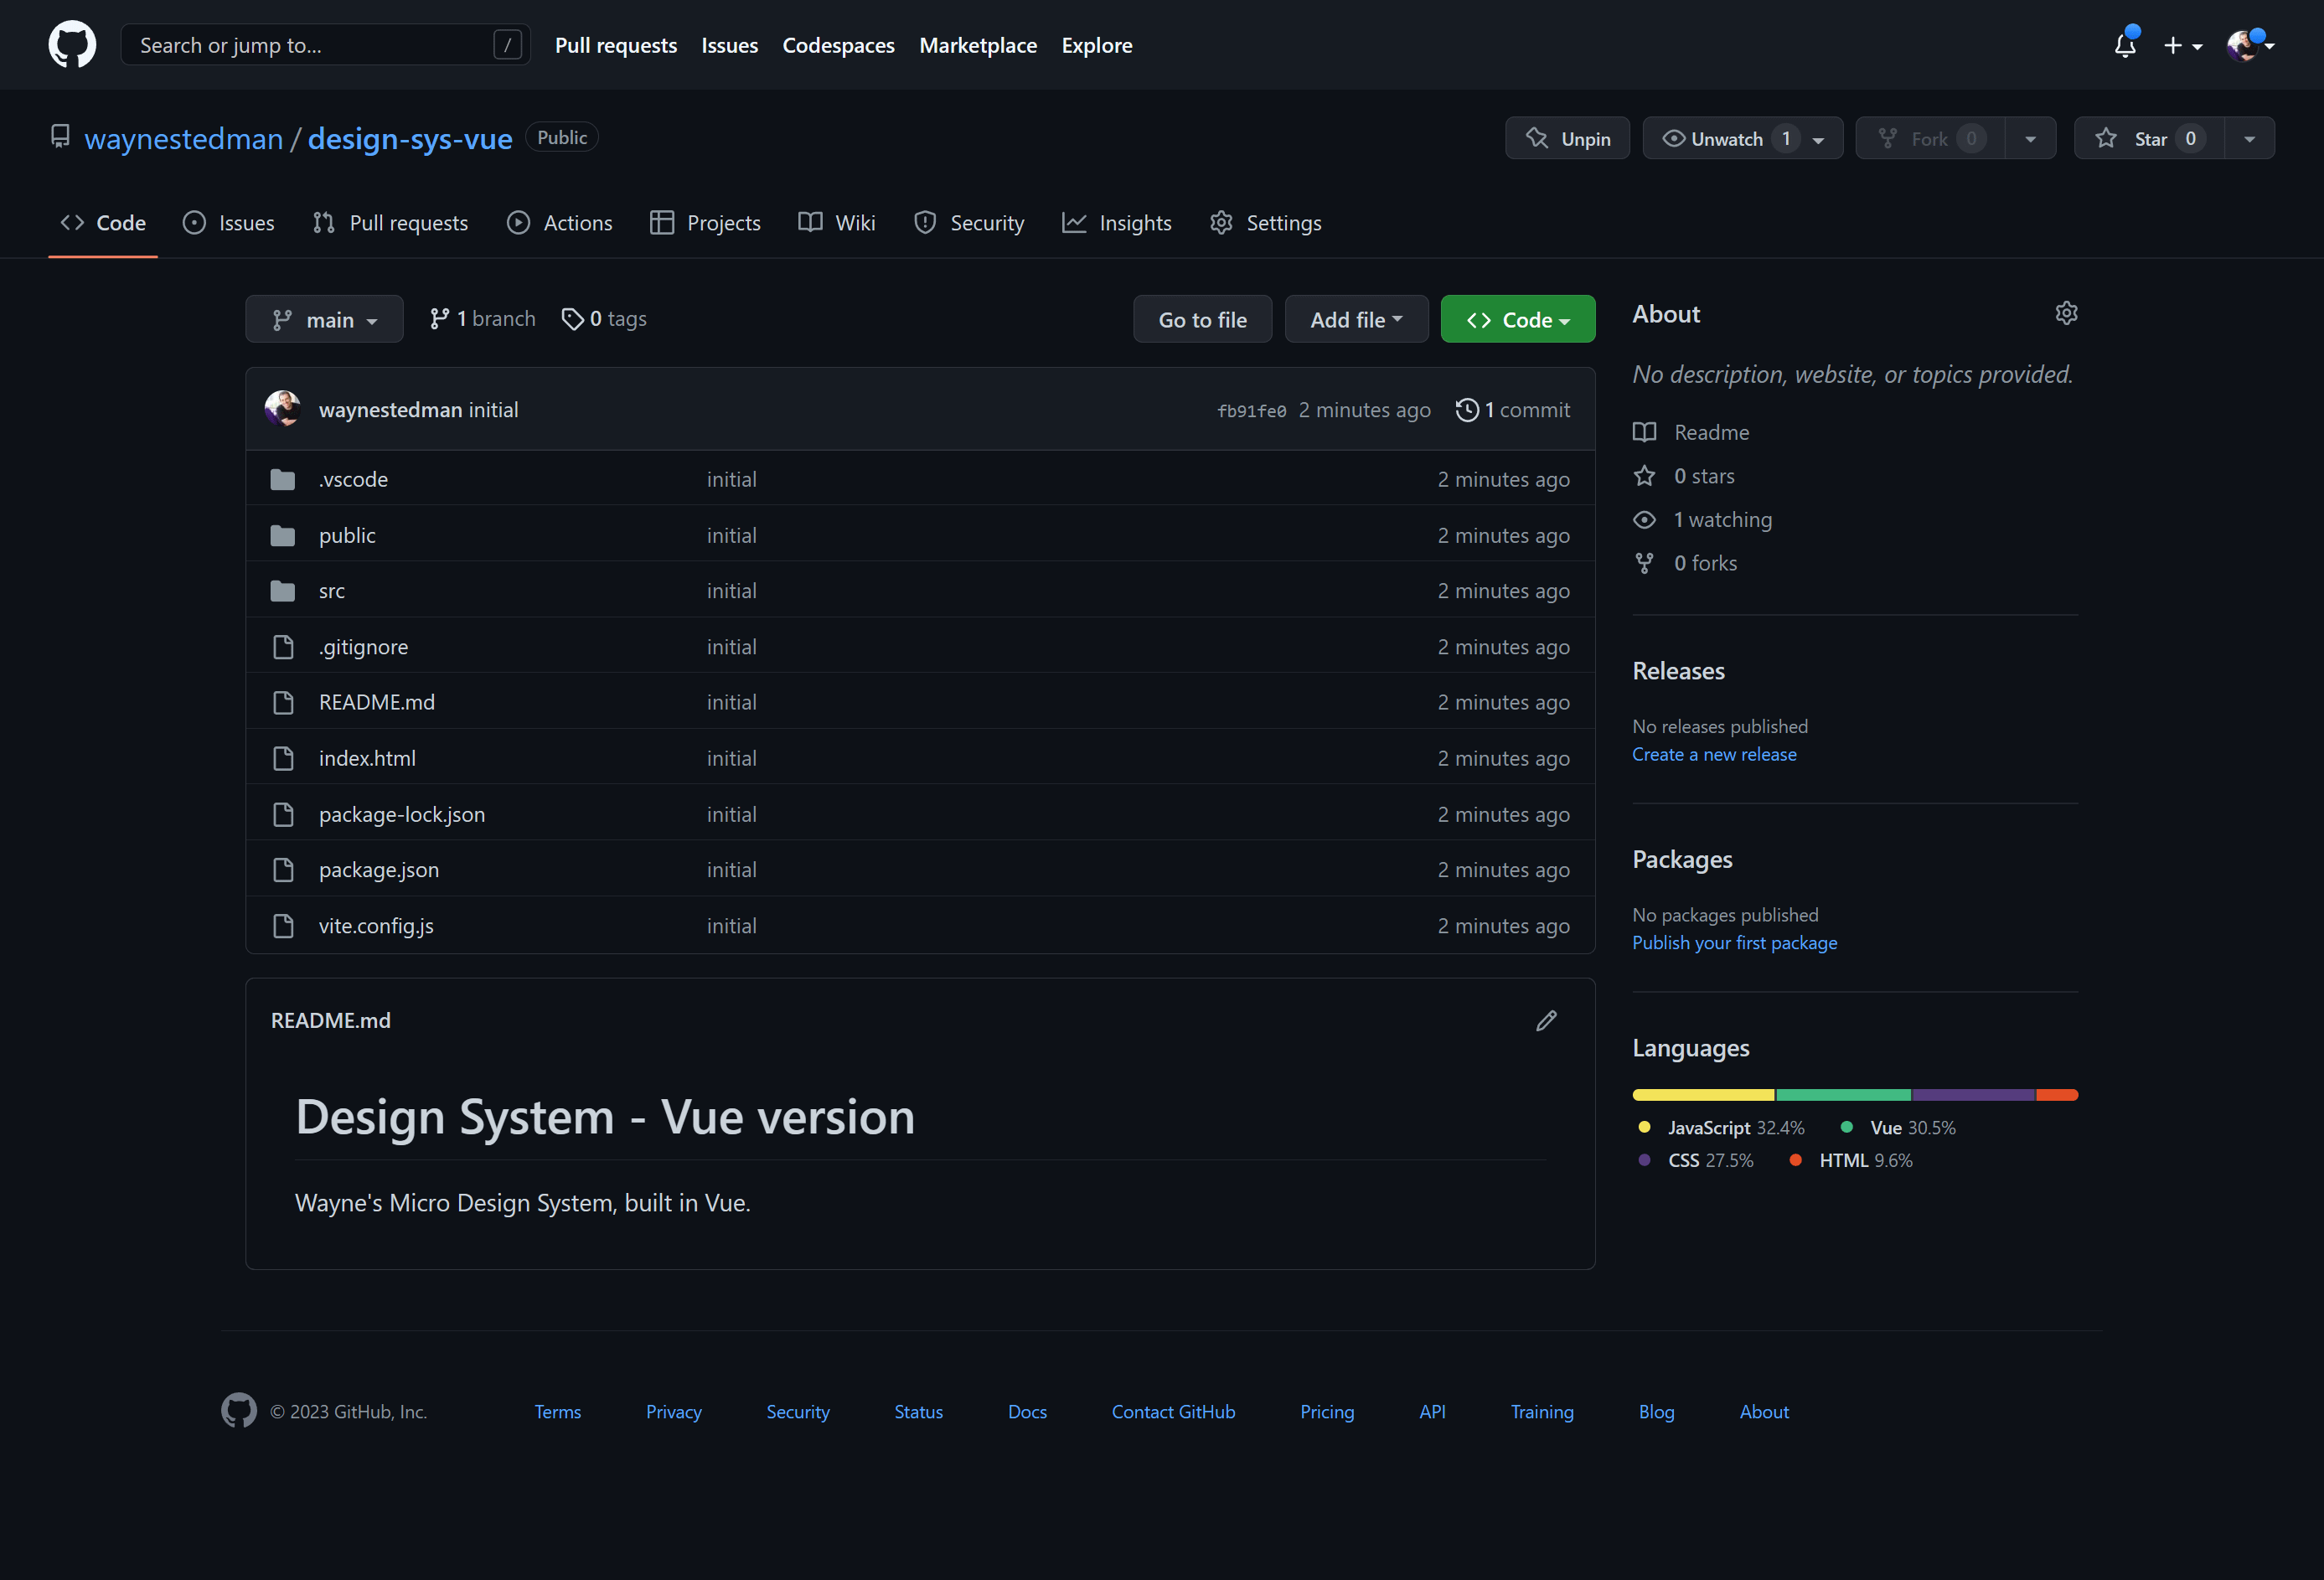 Search or jump to... / Pull requests Issues Codespaces Marketplace Explore
waynestedman / design-sys-vue Public Unpin Unwatch 1 Fork 0 Star 0
Code Issues Pull requests Actions Projects Wiki Security Insights Settings
main 1 branch 0 tags Go to file Add file Code
waynestedman initial fb91fe0 2 minutes ago 1 commit
.vscode initial 2 minutes ago
public initial 2 minutes ago
src initial 2 minutes ago
.gitignore initial 2 minutes ago
README.md initial 2 minutes ago
index.html initial 2 minutes ago
package-lock.json initial 2 minutes ago
package.json initial 2 minutes ago
vite.config.js initial 2 minutes ago
README.md
Design System - Vue version
Wayne's Micro Design System, built in Vue.
About
No description, website, or topics provided.
Readme
0 stars
1 watching
0 forks
Releases
No releases published
Create a new release
Packages
No packages published
Publish your first package
Languages
JavaScript 32.4% Vue 30.5%
CSS 27.5% HTML 9.6%
© 2023 GitHub, Inc. Terms Privacy Security Status Docs Contact GitHub Pricing API Training Blog About